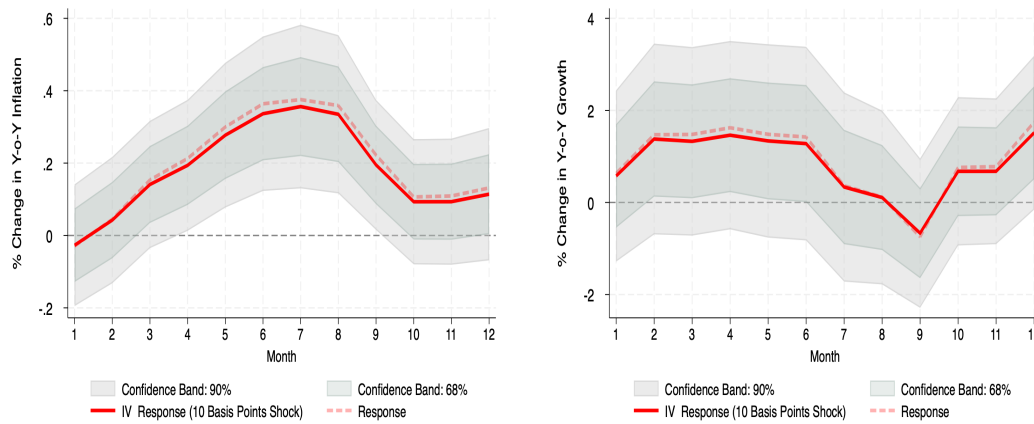 % Change in Y-o-Y Inflation
.6
.4
.2
0
-.2
1 2 3 4 5 6 7 8 9 10 11 12
Month
Confidence Band: 90% Confidence Band: 68%
IV Response (10 Basis Points Shock) Response
% Change in Y-o-Y Growth
4
2
0
-2
1 2 3 4 5 6 7 8 9 10 11 1
Month
Confidence Band: 90% Confidence Band: 68%
IV Response (10 Basis Points Shock) Response